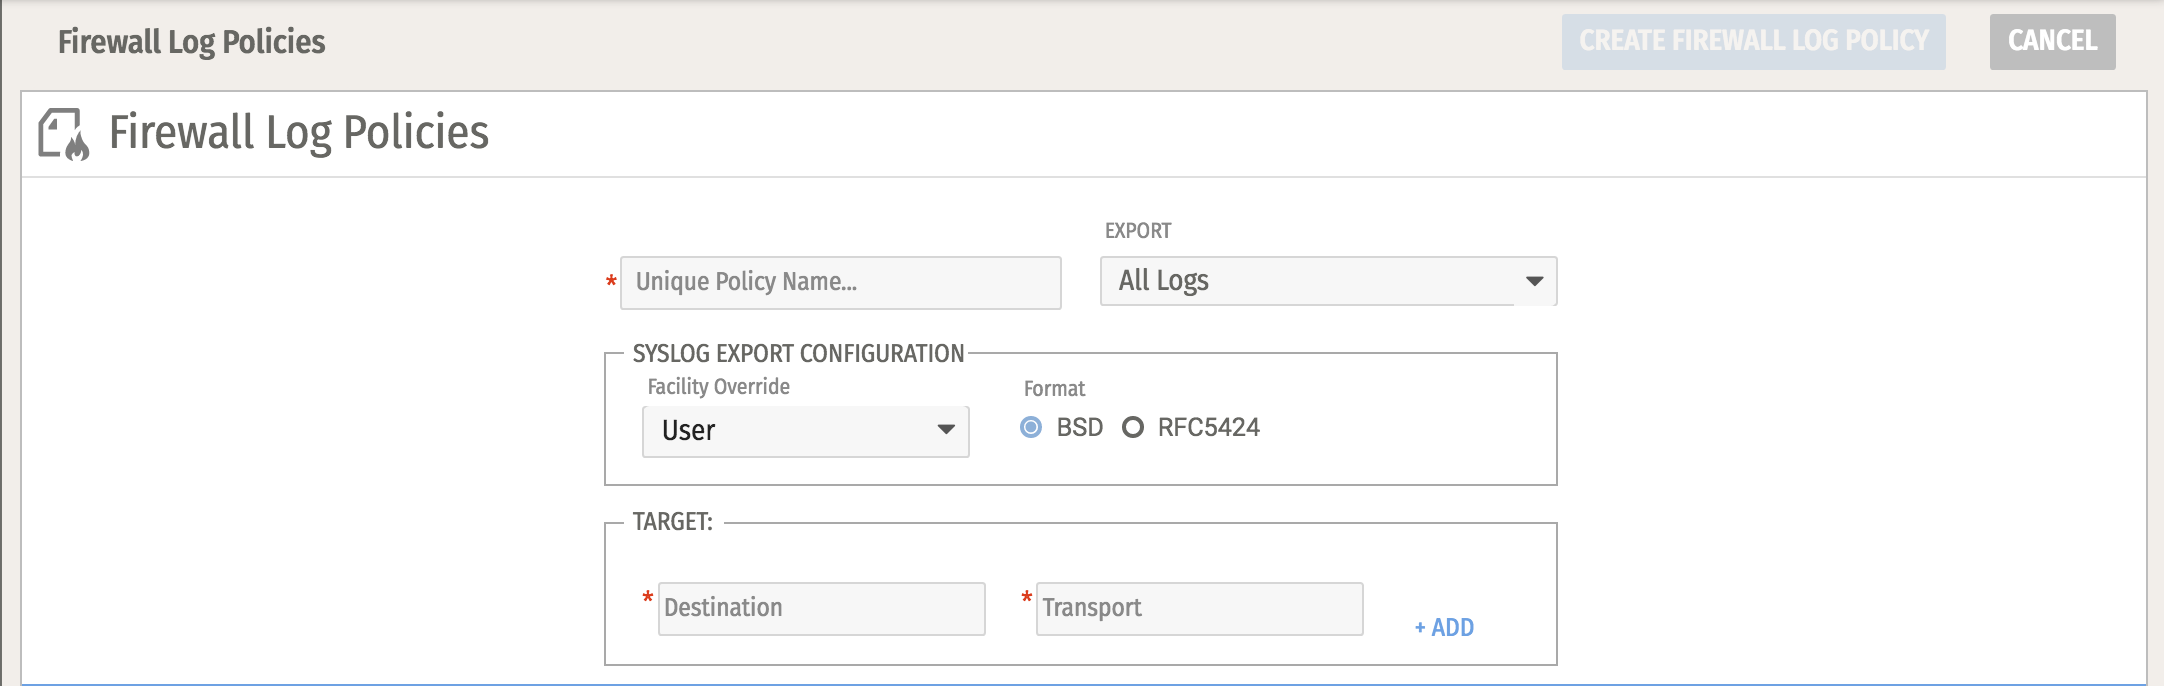 Firewall Log Policies
CREATE FIREWALL LOG POLICY
CANCEL
Firewall Log Policies
EXPORT
* Unique Policy Name...
All Logs
SYSLOG EXPORT CONFIGURATION
Facility Override
Format
User
BSD
RFC5424
TARGET:
* Destination
* Transport
+ ADD